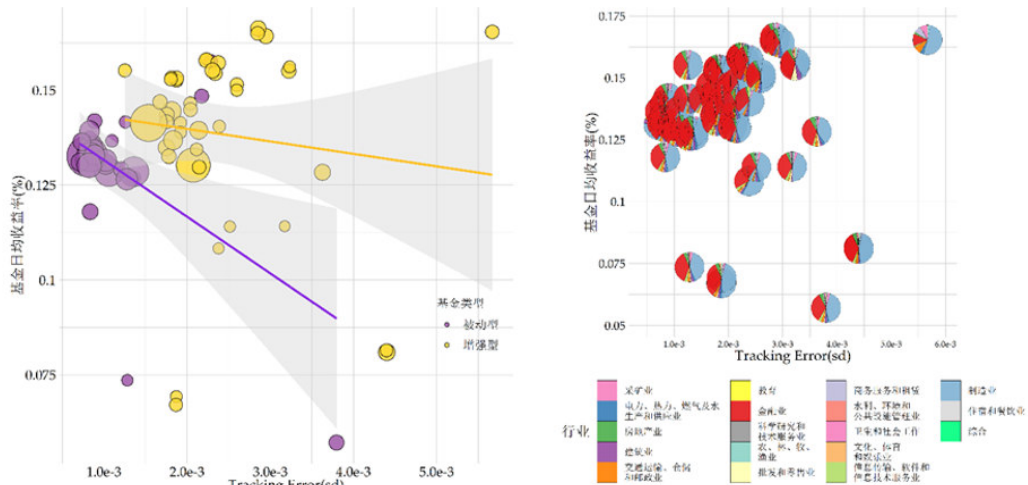 0.15
0.125
0.1
0.075
基金日均收益率(%)
基金类型
被动型
增强型
1.0e-3
2.0e-3
3.0e-3
4.0e-3
5.0e-3
Tracking Error(sd)
0.175
0.15
0.125
0.1
0.075
0.05
基金日均收益率(%)
1.0e-3
2.0e-3
3.0e-3
4.0e-3
5.0e-3
6.0e-3
Tracking Error(sd)
行业
采矿业
电力、热力、燃气及水
生产和供应业
房地产业
建筑业
交通运输、仓储
和邮政业
教育
金融业
科学研究和
技术服务业
农、林、牧、
渔业
批发和零售业
商务服务和租赁
水利、环境和
公共设施管理业
卫生和社会工作
文化、体育
和娱乐业
信息传输、软件和
信息技术服务业
制造业
住宿和餐饮业
综合